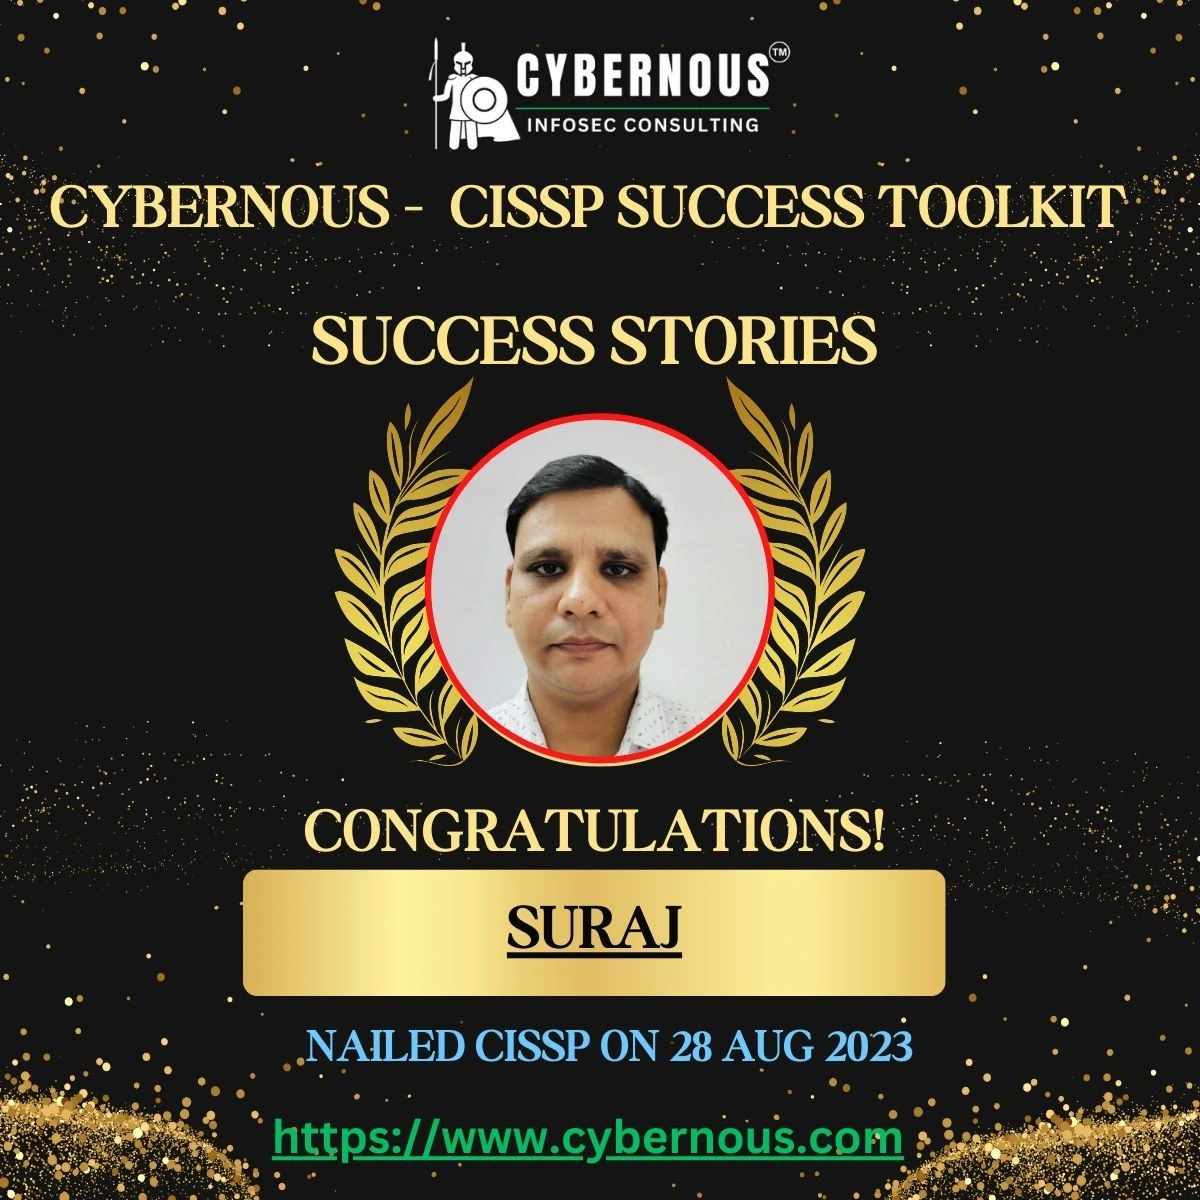 CYBERNOUS™
INFOSEC CONSULTING
CYBERNOUS - CISSP SUCCESS TOOLKIT
SUCCESS STORIES
CONGRATULATIONS!
SURAJ
NAILED CISSP ON 28 AUG 2023
https://www.cybernous.com